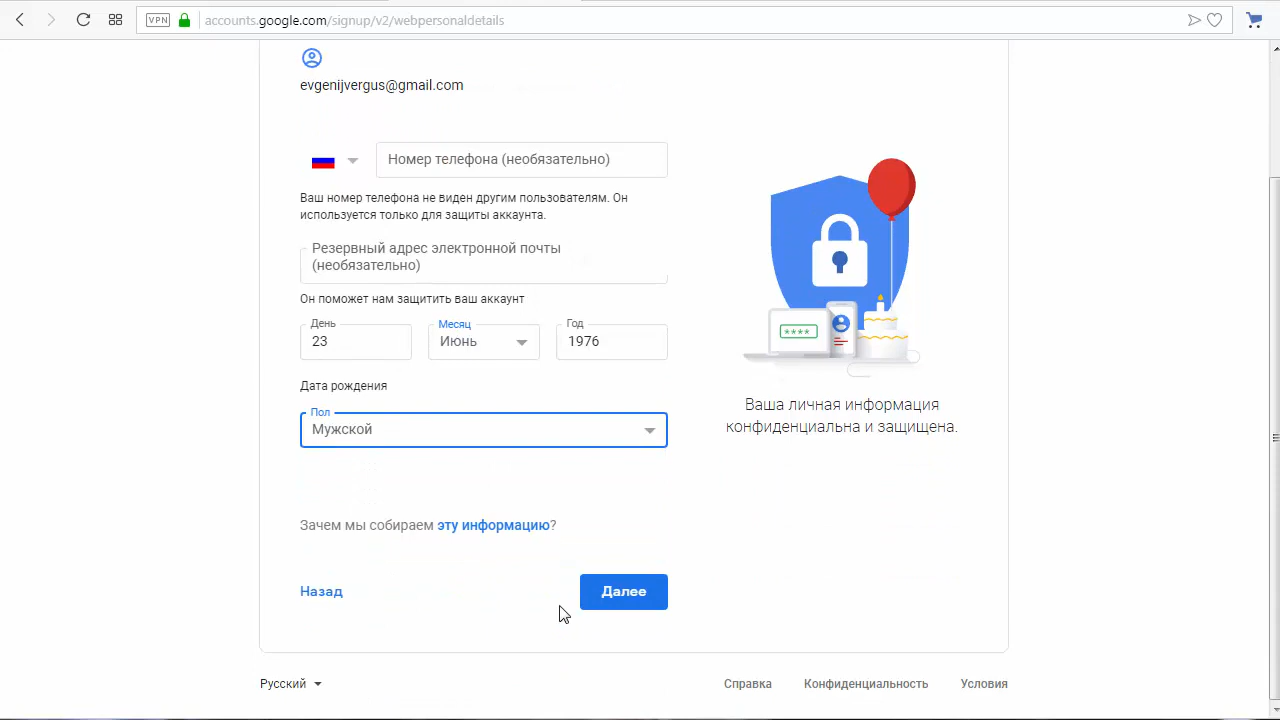 VPN accounts.google.com/signup/v2/webpersonaldetails
evgenijvergus@gmail.com
Номер телефона (необязательно)
Ваш номер телефона не виден другим пользователям. Он
используется только для защиты аккаунта.
Резервный адрес электронной почты
(необязательно)
Он поможет нам защитить ваш аккаунт
День Месяц Год
23 Июнь 1976
Дата рождения
Пол
Мужской
Зачем мы собираем эту информацию?
Назад Далее
****
Ваша личная информация
конфиденциальна и защищена.
Русский Справка Конфиденциальность Условия